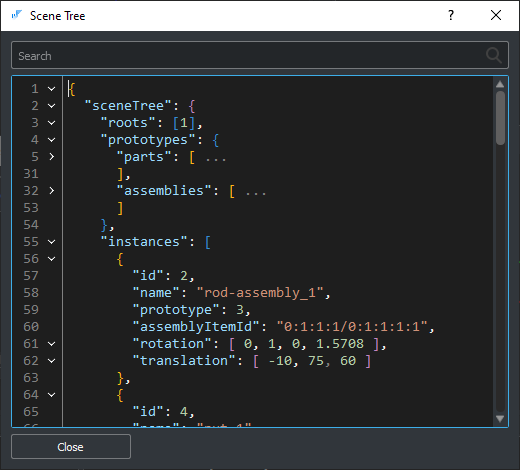 Scene Tree
?
Search
1 {
2 "sceneTree": {
3 "roots": [1],
4 "prototypes": {
5 "parts": [ ...
31 ],
32 "assemblies": [ ...
53 ]
54 },
55 "instances": [
56 {
57 "id": 2,
58 "name": "rod-assembly_1",
59 "prototype": 3,
60 "assemblyItemId": "0:1:1:1/0:1:1:1:1",
61 "rotation": [ 0, 1, 0, 1.5708 ],
62 "translation": [ -10, 75, 60 ]
63 },
64 {
65 "id": 4,
Close